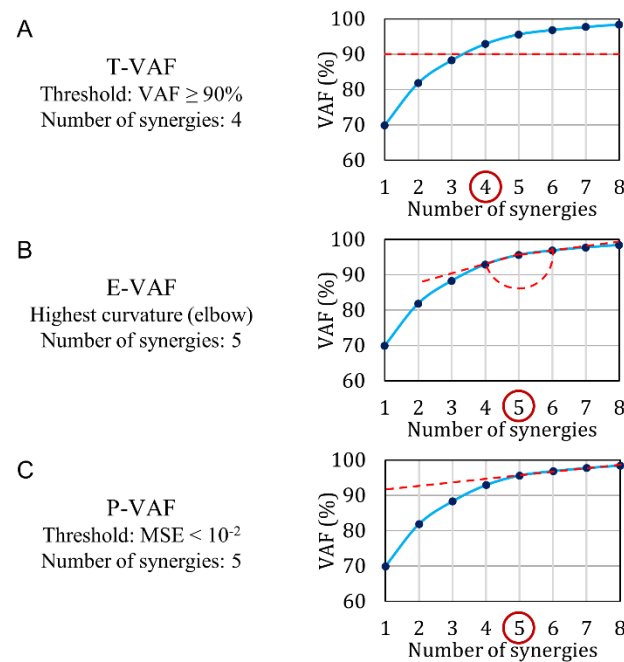 A
T-VAF
Threshold: VAF ≥ 90%
Number of synergies: 4
VAF (%)
100
90
80
70
60
1 2 3 4 5 6 7 8
Number of synergies
B
E-VAF
Highest curvature (elbow)
Number of synergies: 5
VAF (%)
100
90
80
70
60
1 2 3 4 5 6 7 8
Number of synergies
C
P-VAF
Threshold: MSE < 10⁻²
Number of synergies: 5
VAF (%)
100
90
80
70
60
1 2 3 4 5 6 7 8
Number of synergies